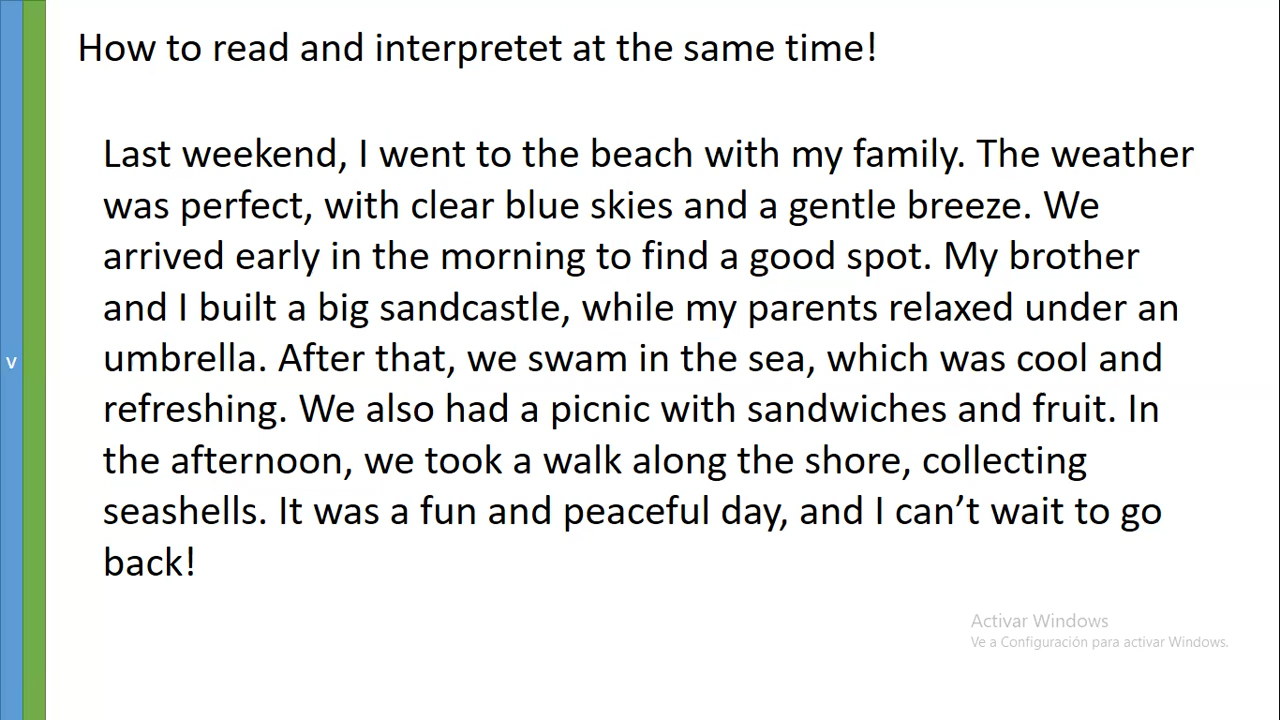 How to read and interpretet at the same time!
Last weekend, I went to the beach with my family. The weather
was perfect, with clear blue skies and a gentle breeze. We
arrived early in the morning to find a good spot. My brother
and I built a big sandcastle, while my parents relaxed under an
umbrella. After that, we swam in the sea, which was cool and
refreshing. We also had a picnic with sandwiches and fruit. In
the afternoon, we took a walk along the shore, collecting
seashells. It was a fun and peaceful day, and I can’t wait to go
back!
V
Activar Windows
Ve a Configuración para activar Windows.